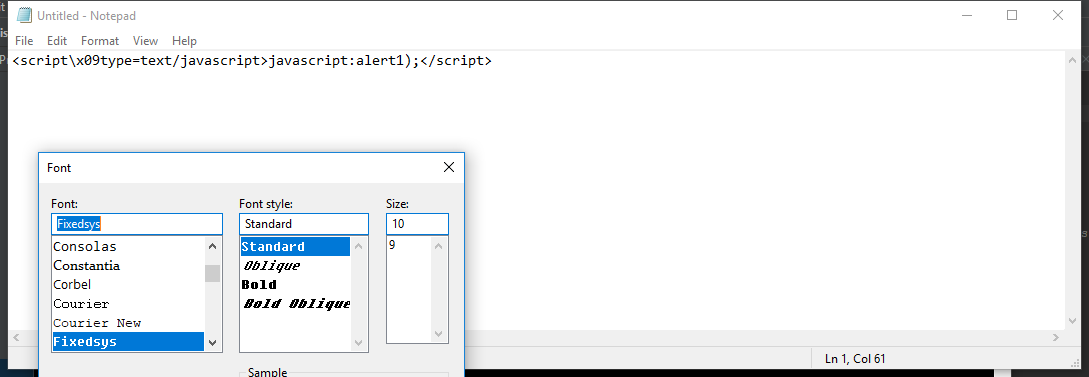 Untitled - Notepad
File Edit Format View Help
<script\x09type=text/javascript>javascript:alert1);</script>
Font
Font: Font style: Size:
Fixedsys Standard 10
Consolas Standard 9
Constantia Oblique
Corbel Bold
Courier Bold Oblique
Courier New
Fixedsys
Sample
Ln 1, Col 61